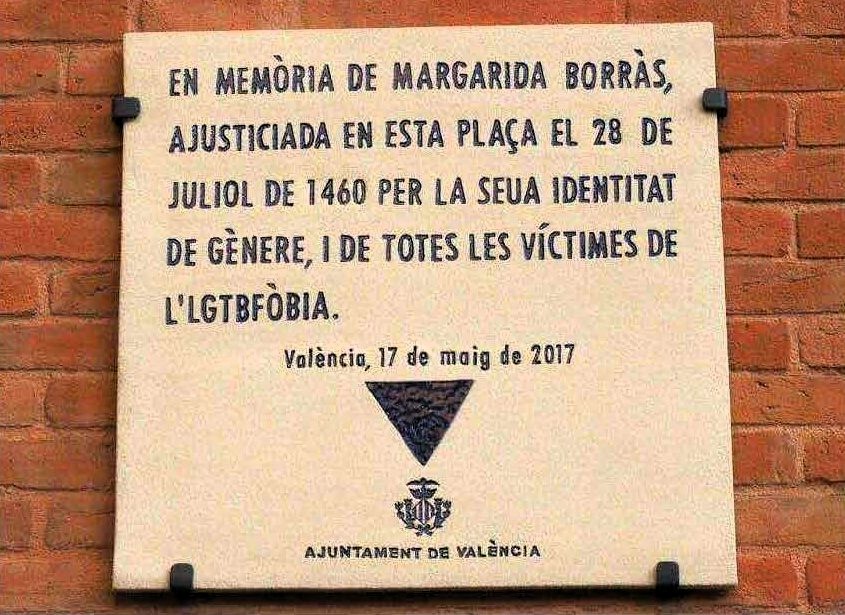 EN MEMÒRIA DE MARGARIDA BORRÀS,
AJUSTICIADA EN ESTA PLAÇA EL 28 DE
JULIOL DE 1460 PER LA SEUA IDENTITAT
DE GÈNERE, I DE TOTES LES VÍCTIMES DE
L'LGTBFÒBIA.
València, 17 de maig de 2017
AJUNTAMENT DE VALÈNCIA